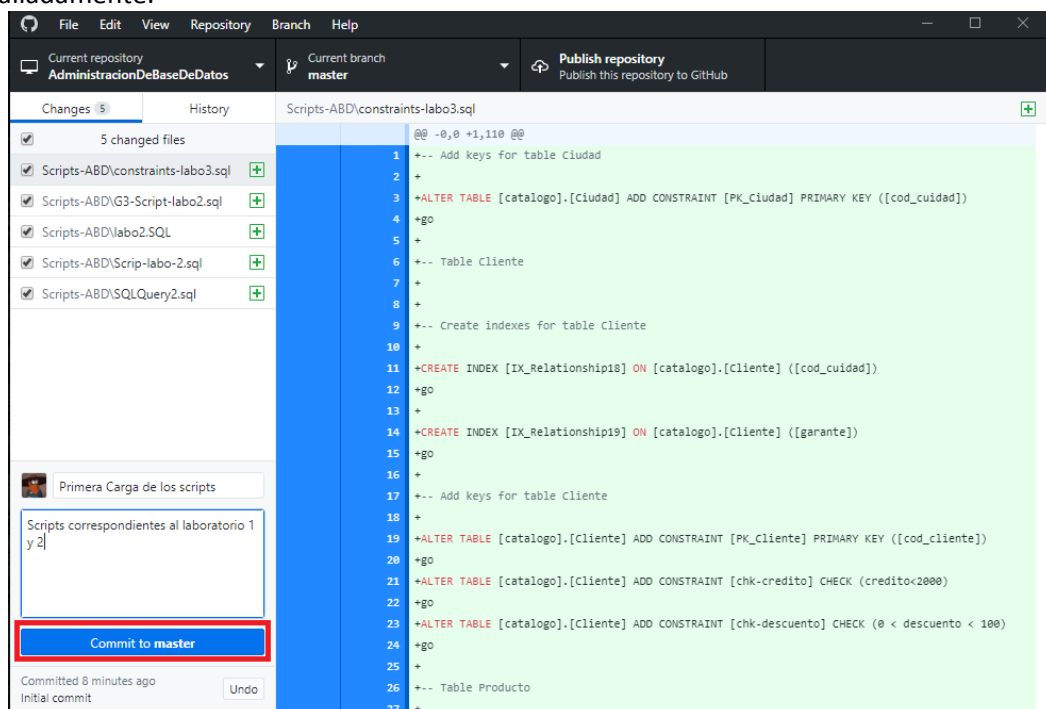 alladamente.
File Edit View Repository Branch Help
Current repository
AdministracionDeBaseDeDatos
Current branch
master
Publish repository
Publish this repository to GitHub
Changes 5 History
Scripts-ABD\constraints-labo3.sql
5 changed files
Scripts-ABD\constraints-labo3.sql
Scripts-ABD\G3-Script-labo2.sql
Scripts-ABD\labo2.SQL
Scripts-ABD\Scrip-labo-2.sql
Scripts-ABD\SQLQuery2.sql
Primera Carga de los scripts
Scripts correspondientes al laboratorio 1
y 2
Commit to master
Committed 8 minutes ago
Initial commit
Undo
@@ -0,0 +1,110 @@
1 +-- Add keys for table Ciudad
2 +
3 +ALTER TABLE [catalogo].[Ciudad] ADD CONSTRAINT [PK_Ciudad] PRIMARY KEY ([cod_cuidad])
4 +go
5 +
6 +-- Table Cliente
7 +
8 +
9 +-- Create indexes for table Cliente
10 +
11 +CREATE INDEX [IX_Relationship18] ON [catalogo].[Cliente] ([cod_cuidad])
12 +go
13 +
14 +CREATE INDEX [IX_Relationship19] ON [catalogo].[Cliente] ([garante])
15 +go
16 +
17 +-- Add keys for table Cliente
18 +
19 +ALTER TABLE [catalogo].[Cliente] ADD CONSTRAINT [PK_Cliente] PRIMARY KEY ([cod_cliente])
20 +go
21 +ALTER TABLE [catalogo].[Cliente] ADD CONSTRAINT [chk-credito] CHECK (credito<2000)
22 +go
23 +ALTER TABLE [catalogo].[Cliente] ADD CONSTRAINT [chk-descuento] CHECK (0 < descuento < 100)
24 +go
25 +
26 +-- Table Producto
27 +